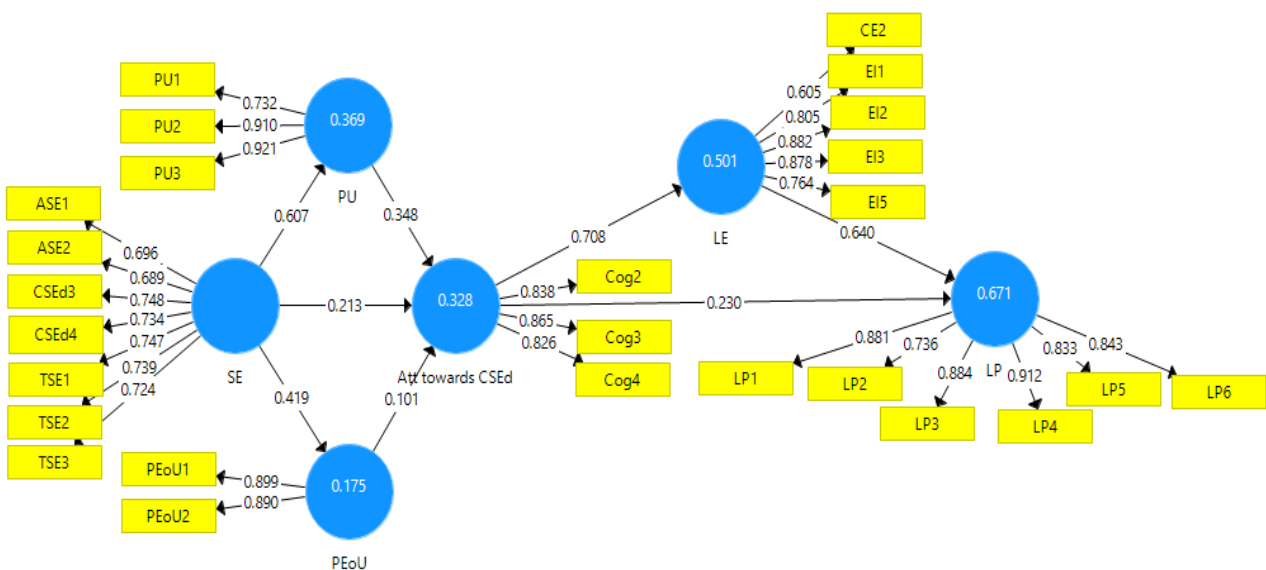 CE2
EI1
EI2
EI3
EI5
0.605
0.805
0.882
0.878
0.764
0.501
LE
PU1
PU2
PU3
0.732
0.910
0.921
0.369
PU
0.607
0.348
0.708
0.640
ASE1
ASE2
CSEd3
CSEd4
TSE1
TSE2
TSE3
0.696
0.689
0.748
0.734
0.747
0.739
0.724
SE
0.213
0.419
0.328
Att towards CSEd
0.101
0.838
0.865
0.826
Cog2
Cog3
Cog4
0.230
0.671
LP
0.881
0.736
0.884
0.912
0.833
0.843
LP1
LP2
LP3
LP4
LP5
LP6
PEoU1
PEoU2
0.899
0.890
0.175
PEoU